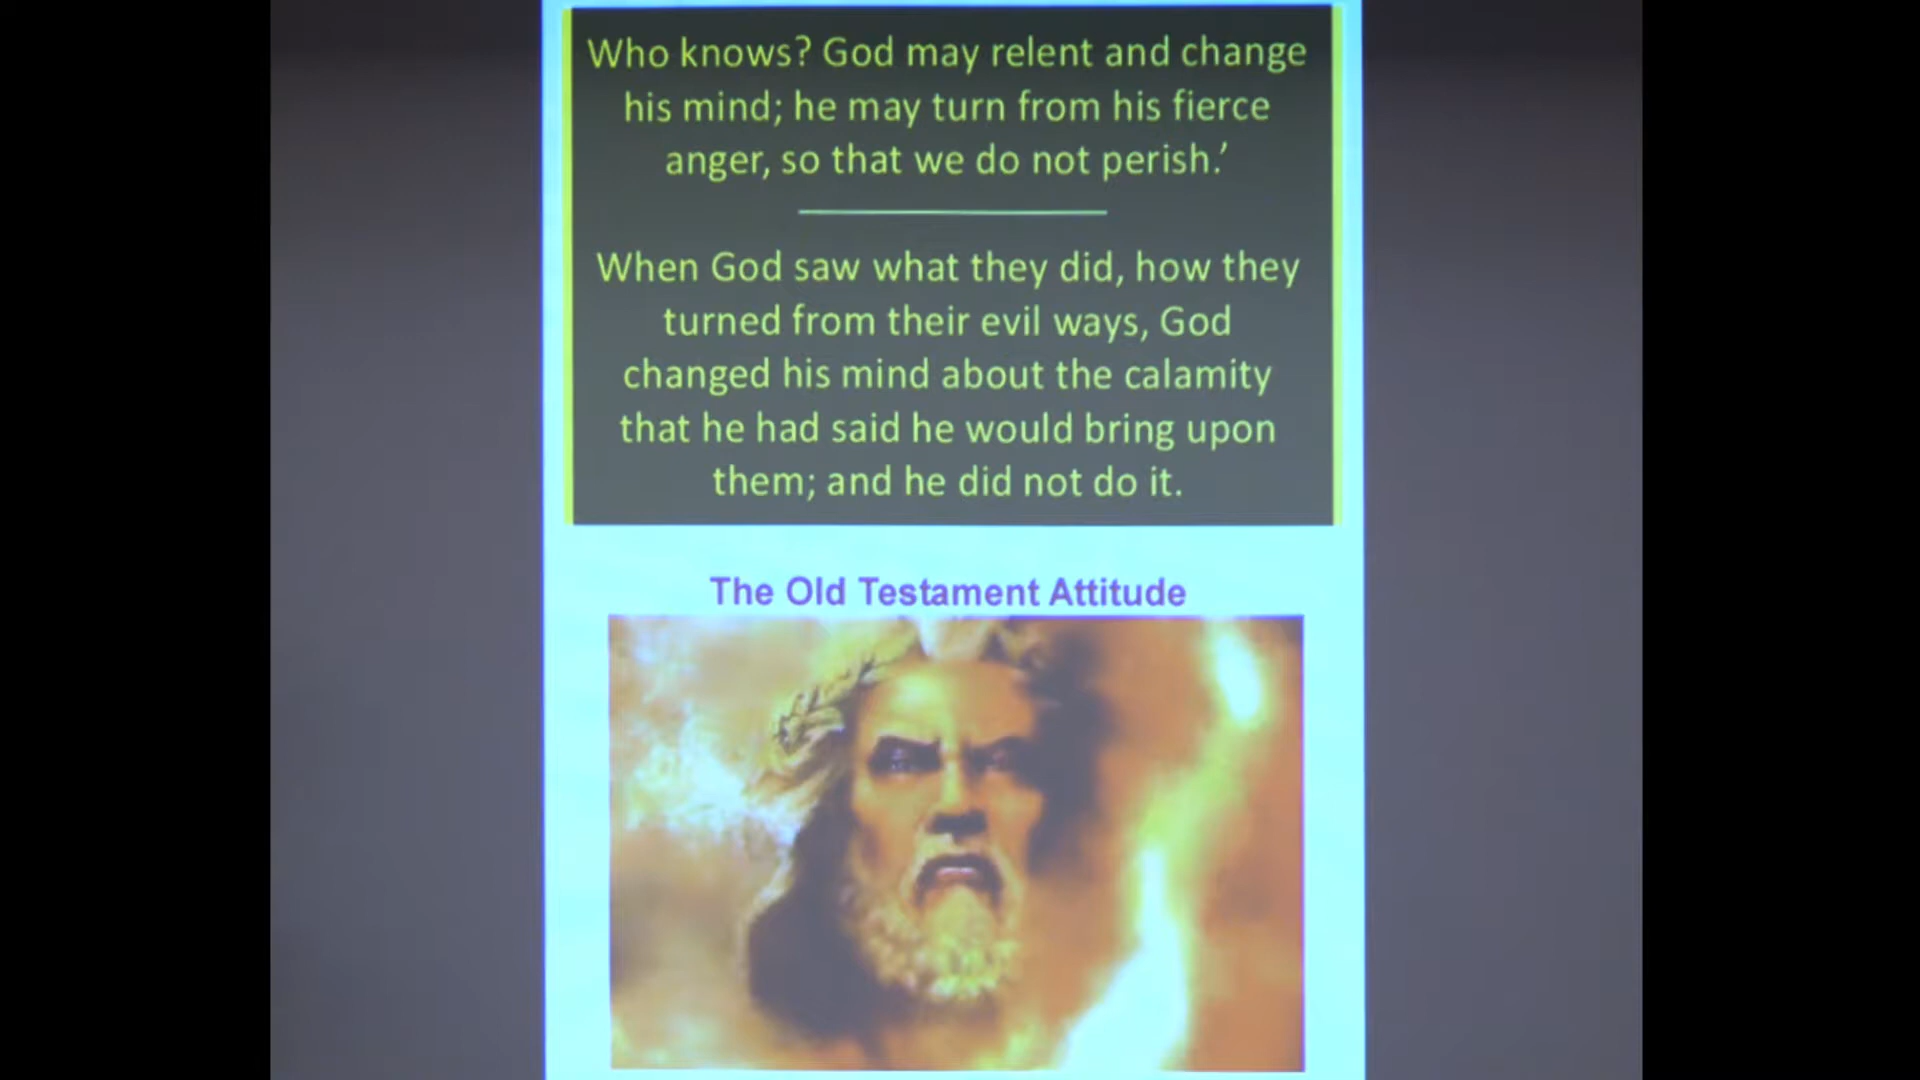 Who knows? God may relent and change
his mind; he may turn from his fierce
anger, so that we do not perish.’
When God saw what they did, how they
turned from their evil ways, God
changed his mind about the calamity
that he had said he would bring upon
them; and he did not do it.
The Old Testament Attitude